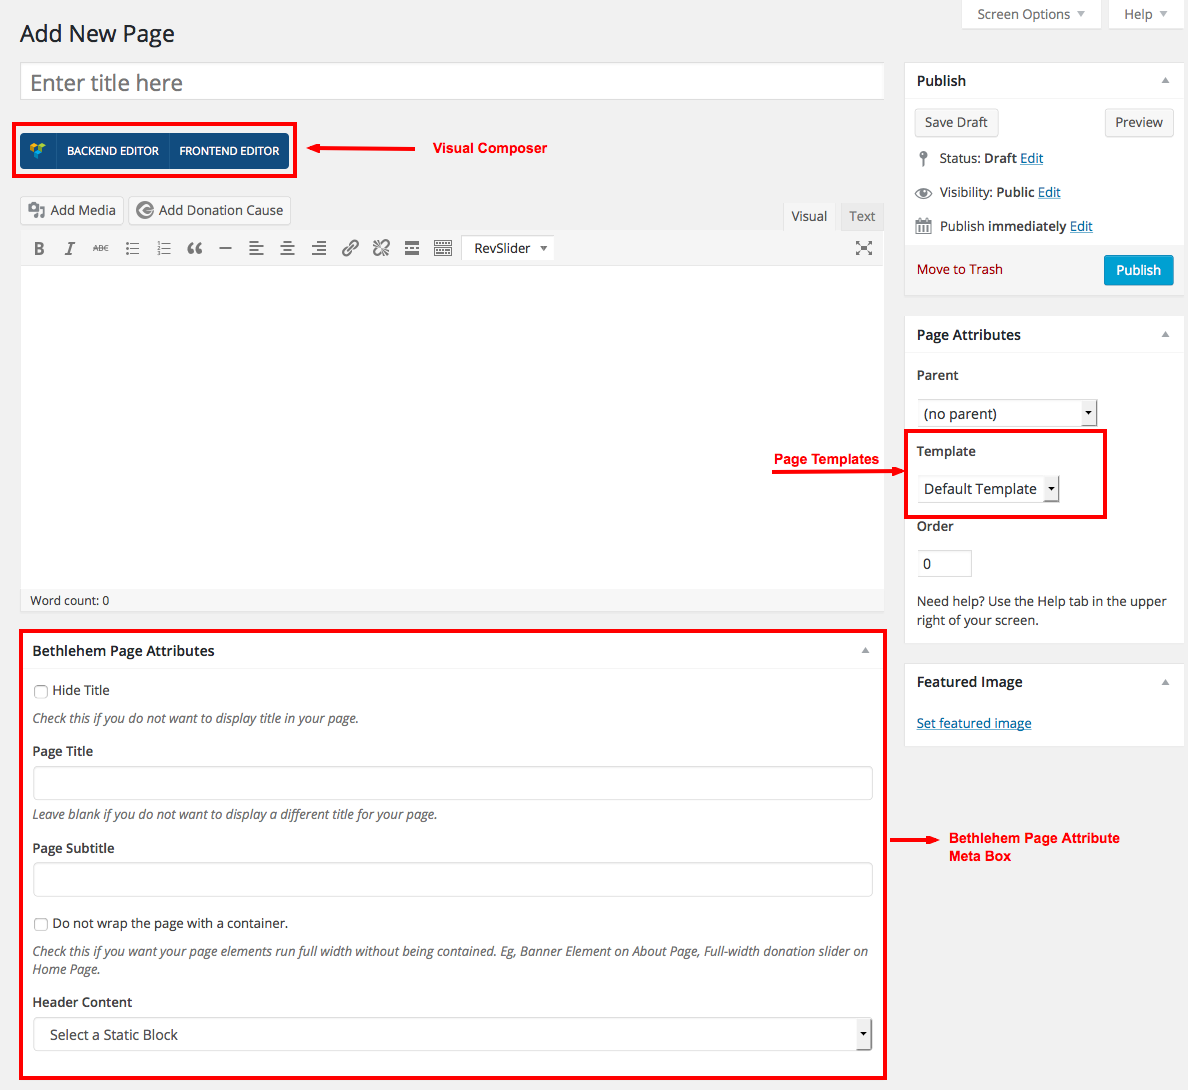 Screen Options
Help
Add New Page
Enter title here
BACKEND EDITOR
FRONTEND EDITOR
Visual Composer
Add Media
Add Donation Cause
Visual
Text
B
I
ABC
RevSlider
Word count: 0
Bethlehem Page Attributes
Hide Title
Check this if you do not want to display title in your page.
Page Title
Leave blank if you do not want to display a different title for your page.
Page Subtitle
Do not wrap the page with a container.
Check this if you want your page elements run full width without being contained. Eg, Banner Element on About Page, Full-width donation slider on
Home Page.
Header Content
Select a Static Block
Publish
Save Draft
Preview
Status: Draft Edit
Visibility: Public Edit
Publish immediately Edit
Move to Trash
Publish
Page Attributes
Parent
(no parent)
Page Templates
Template
Default Template
Order
0
Need help? Use the Help tab in the upper
right of your screen.
Featured Image
Set featured image
Bethlehem Page Attribute
Meta Box